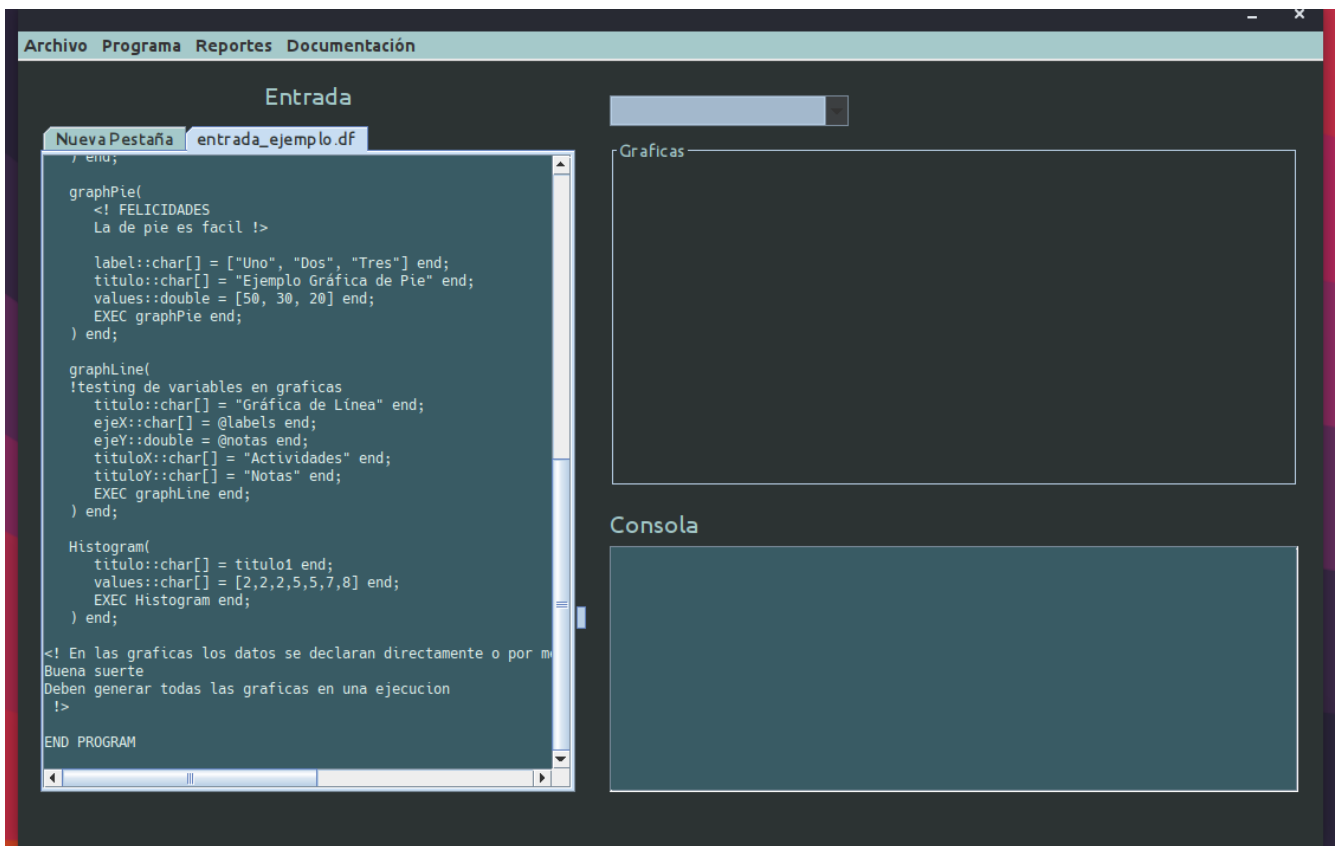 Archivo Programa Reportes Documentación
Entrada
Nueva Pestaña entrada_ejemplo.df
) end;
graphPie(
<! FELICIDADES
La de pie es facil !>
label::char[] = ["Uno", "Dos", "Tres"] end;
titulo::char[] = "Ejemplo Gráfica de Pie" end;
values::double = [50, 30, 20] end;
EXEC graphPie end;
) end;
graphLine(
!testing de variables en graficas
titulo::char[] = "Gráfica de Línea" end;
ejeX::char[] = @labels end;
ejeY::double = @notas end;
tituloX::char[] = "Actividades" end;
tituloY::char[] = "Notas" end;
EXEC graphLine end;
) end;
Histogram(
titulo::char[] = titulo1 end;
values::char[] = [2,2,2,5,5,7,8] end;
EXEC Histogram end;
) end;
<! En las graficas los datos se declaran directamente o por
Buena suerte
Deben generar todas las graficas en una ejecucion
!>
END PROGRAM
Graficas
Consola